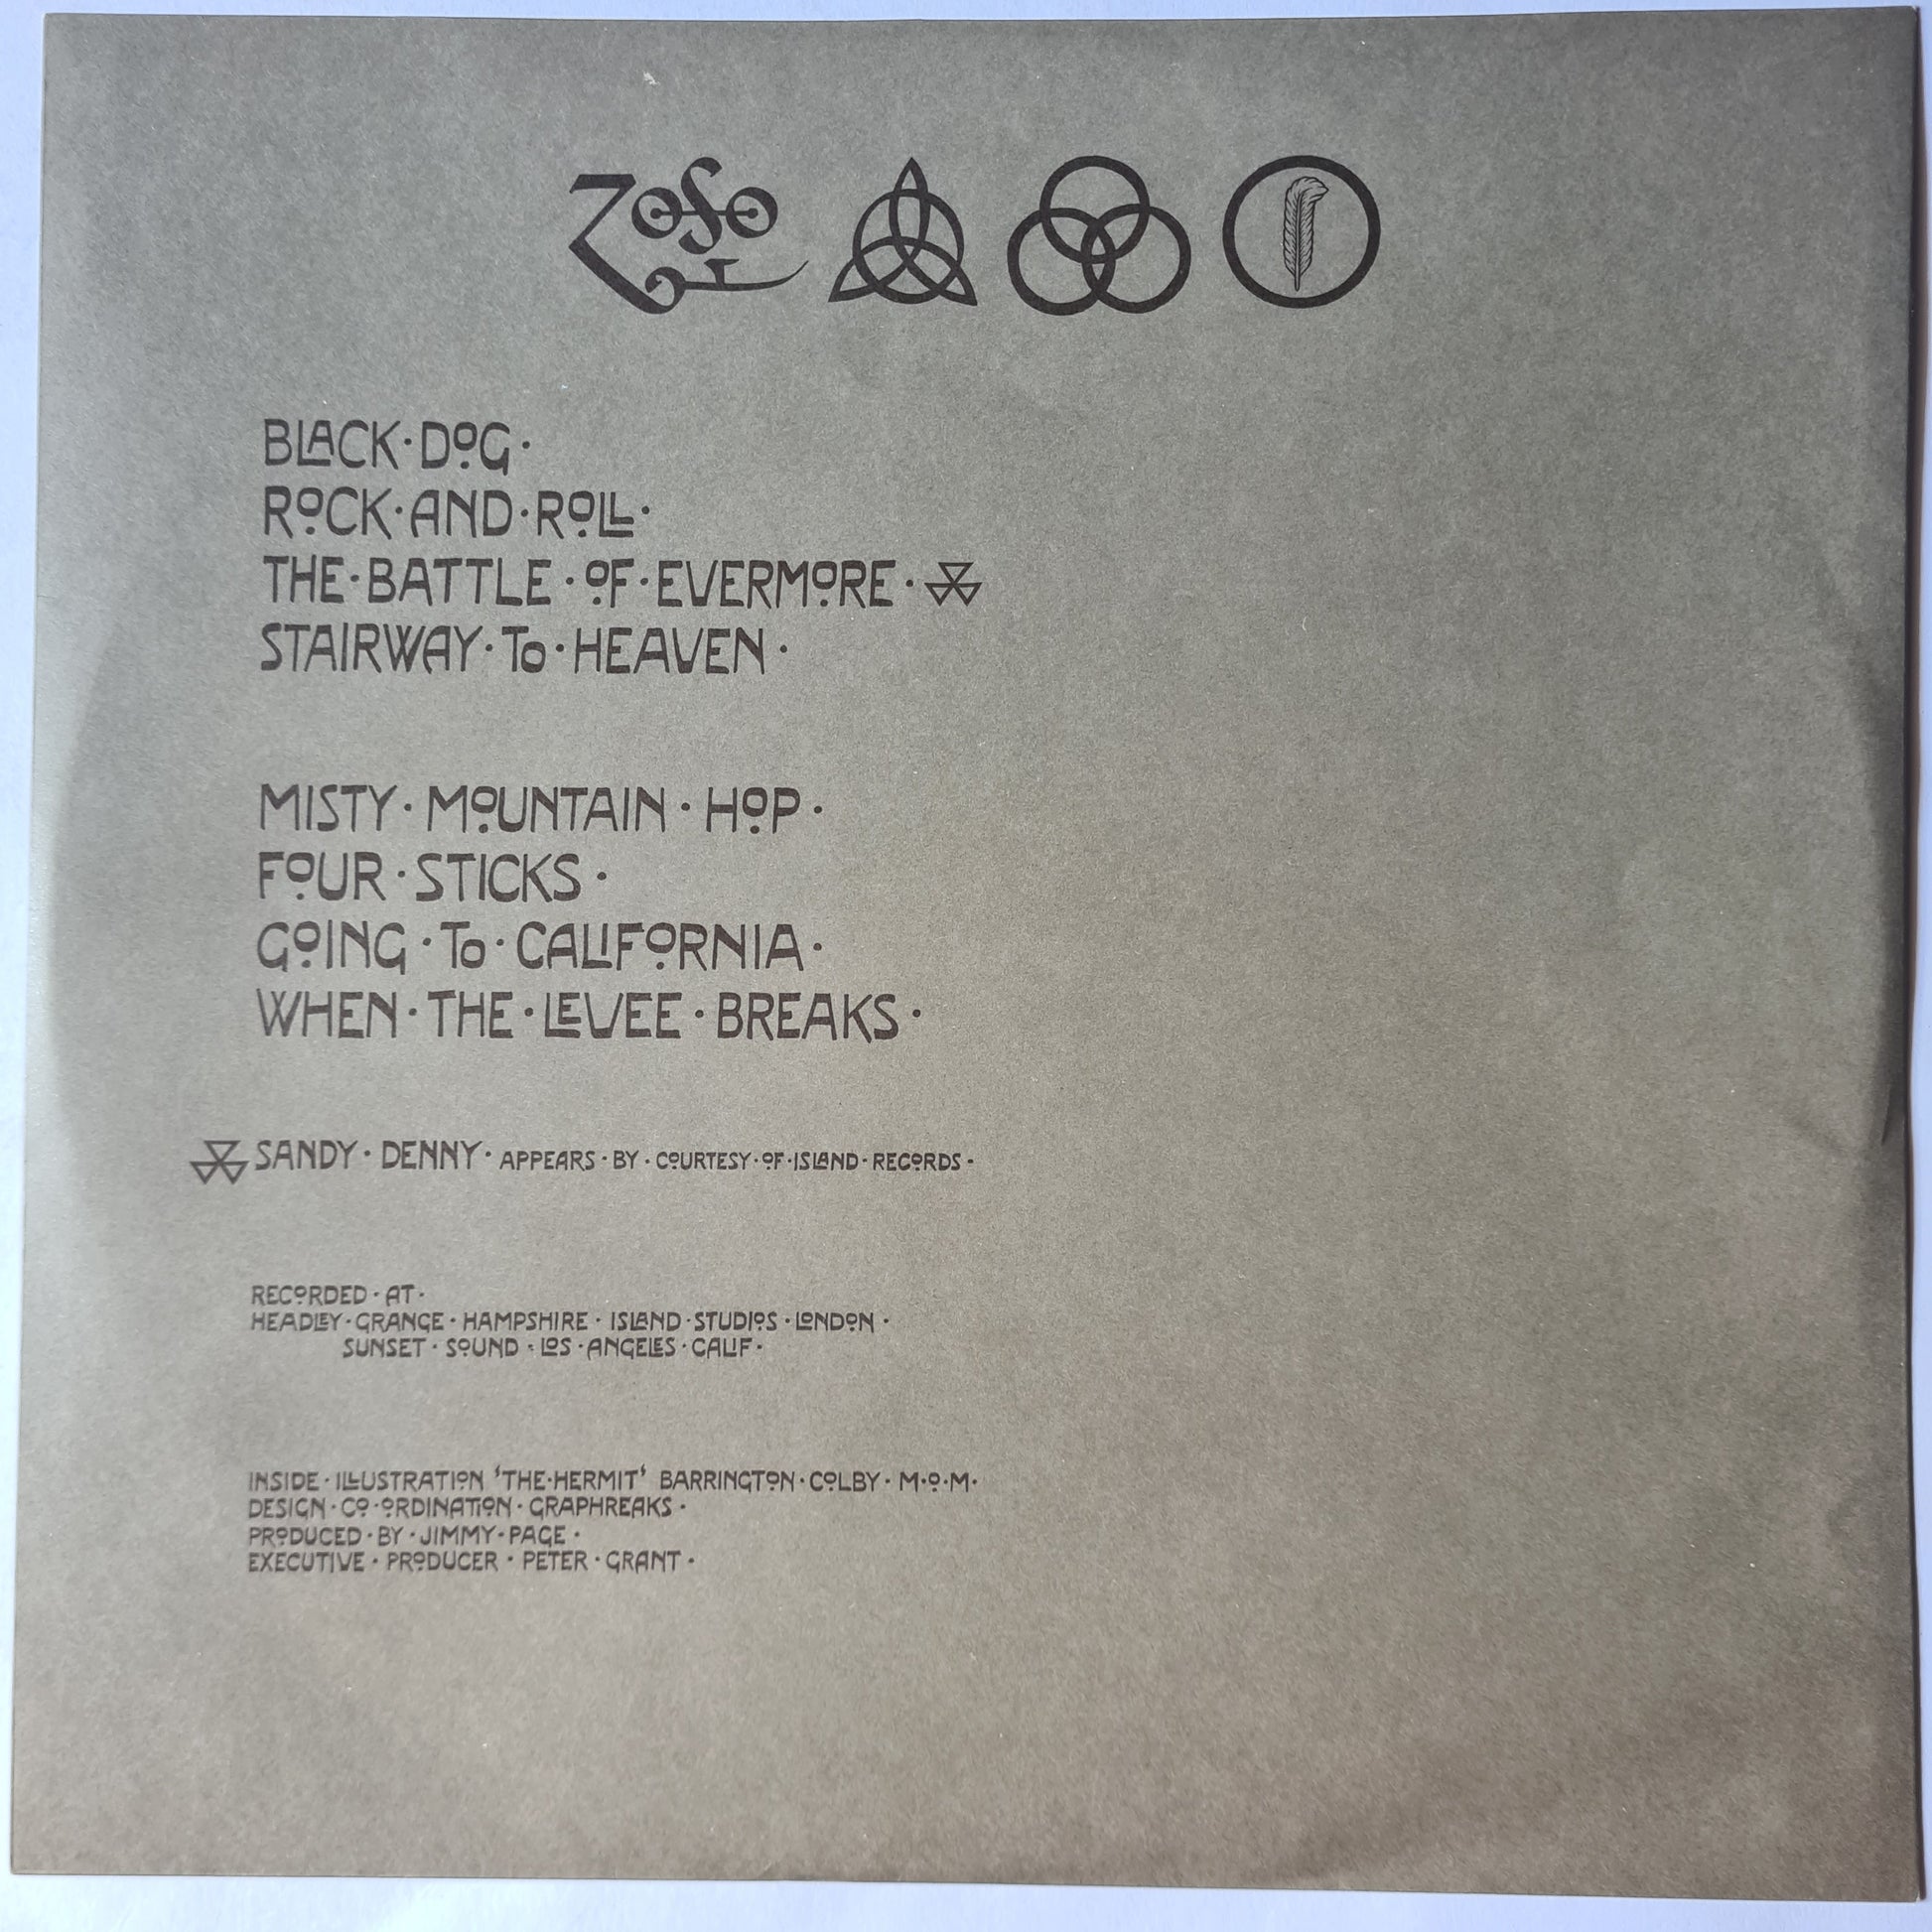 ZOSO
BLACK·DOG·
ROCK·AND·ROLL·
THE·BATTLE·OF·EVERMORE·
STAIRWAY·To·HEAVEN·
MISTY·MOUNTAIN·HOP·
FOUR·STICKS·
GOING·To·CALIFORNIA·
WHEN·THE·LEVEE·BREAKS·
SANDY·DENNY·APPEARS·BY·COURTESY·OF·ISLAND·RECORDS·
RECORDED·AT·
HEADLEY·GRANGE·HAMPSHIRE·ISLAND·STUDIOS·LONDON·
SUNSET·SOUND·LOS·ANGELES·CALIF·
INSIDE·ILLUSTRATION 'THE·HERMIT' BARRINGTON·COLBY·M·O·M·
DESIGN·CO·ORDINATION·GRAPHREAKS·
PRODUCED·BY·JIMMY·PAGE·
EXECUTIVE·PRODUCER·PETER·GRANT·